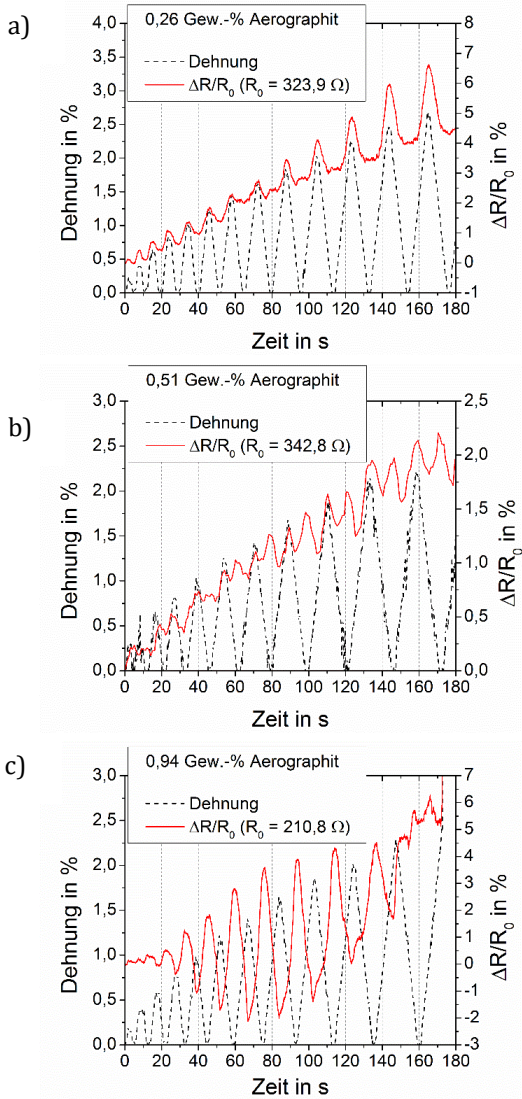 a)
0,26 Gew.-% Aerographit
Dehnung
ΔR/R₀ (R₀ = 323,9 Ω)
Dehnung in %
4,0
3,5
3,0
2,5
2,0
1,5
1,0
0,5
0,0
8
7
6
5
4
3
2
1
0
-1
ΔR/R₀ in %
0 20 40 60 80 100 120 140 160 180
Zeit in s
b)
0,51 Gew.-% Aerographit
Dehnung
ΔR/R₀ (R₀ = 342,8 Ω)
Dehnung in %
3,0
2,5
2,0
1,5
1,0
0,5
0,0
2,5
2,0
1,5
1,0
0,5
0,0
ΔR/R₀ in %
0 20 40 60 80 100 120 140 160 180
Zeit in s
c)
0,94 Gew.-% Aerographit
Dehnung
ΔR/R₀ (R₀ = 210,8 Ω)
Dehnung in %
3,0
2,5
2,0
1,5
1,0
0,5
0,0
7
6
5
4
3
2
1
0
-1
-2
-3
ΔR/R₀ in %
0 20 40 60 80 100 120 140 160 180
Zeit in s